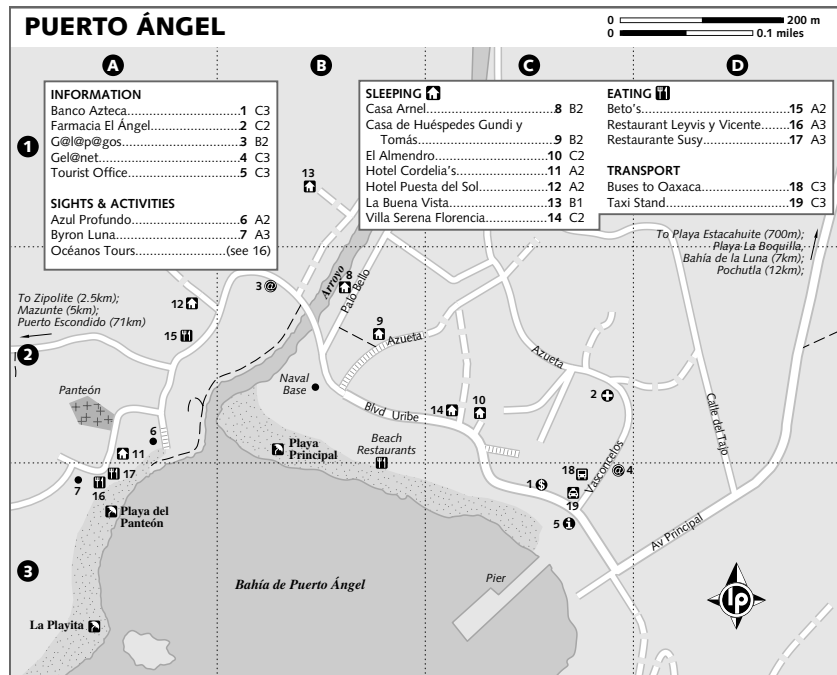 PUERTO ÁNGEL
0 200 m
0 0.1 miles
A B C D
1
2
3
INFORMATION
Banco Azteca.......................................1 C3
Farmacia El Ángel................................2 C2
G@l@p@gos.......................................3 B2
Gel@net..............................................4 C3
Tourist Office.......................................5 C3
SIGHTS & ACTIVITIES
Azul Profundo......................................6 A2
Byron Luna..........................................7 A3
Océanos Tours........................(see 16)
SLEEPING
Casa Arnel...........................8 B2
Casa de Huéspedes Gundi y
Tomás..............................9 B2
El Almendro.......................10 C2
Hotel Cordelia's..................11 A2
Hotel Puesta del Sol............12 A2
La Buena Vista....................13 B1
Villa Serena Florencia..........14 C2
EATING
Beto's................................15 A2
Restaurant Leyvis y Vicente....16 A3
Restaurante Susy.................17 A3
TRANSPORT
Buses to Oaxaca..................18 C3
Taxi Stand..........................19 C3
13
To Playa Estacahuite (700m);
Playa La Boquilla,
Bahía de la Luna (7km);
Pochutla (12km);
To Zipolite (2.5km);
Mazunte (5km);
Puerto Escondido (71km)
3 @
Arroyo
8
Palo Bello
12
15
9
Azueta
Azueta
Panteón
Naval
Base
2
Blvd Uribe
14
10
Calle del Tajo
6
11
Playa
Principal
Beach
Restaurants
Vasconcelos
17
16
7
18
@ 4
1 $
19
5 i
Playa del
Panteón
Av Principal
Bahía de Puerto Ángel
Pier
lp
La Playita